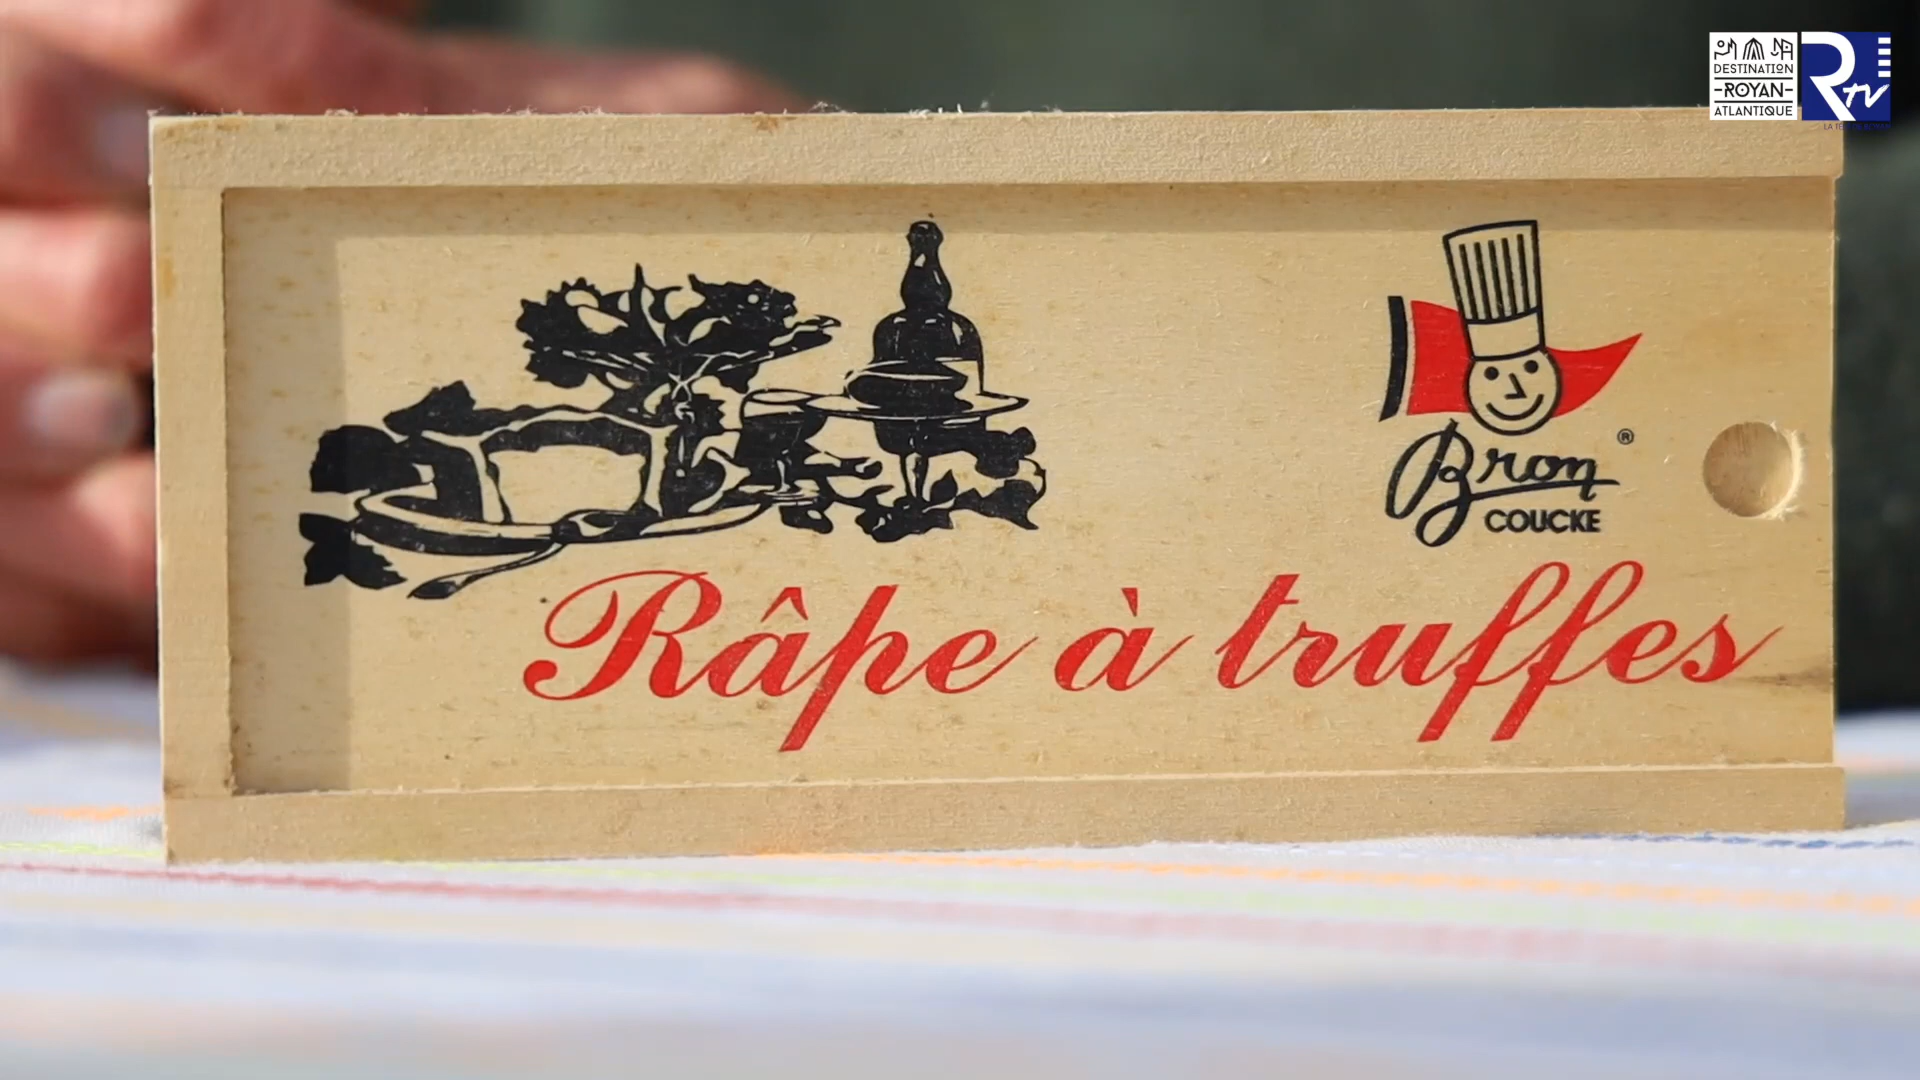 DESTINATION
-ROYAN-
ATLANTIQUE
Rtv
Bron
®
COUCKE
Râpe à truffes